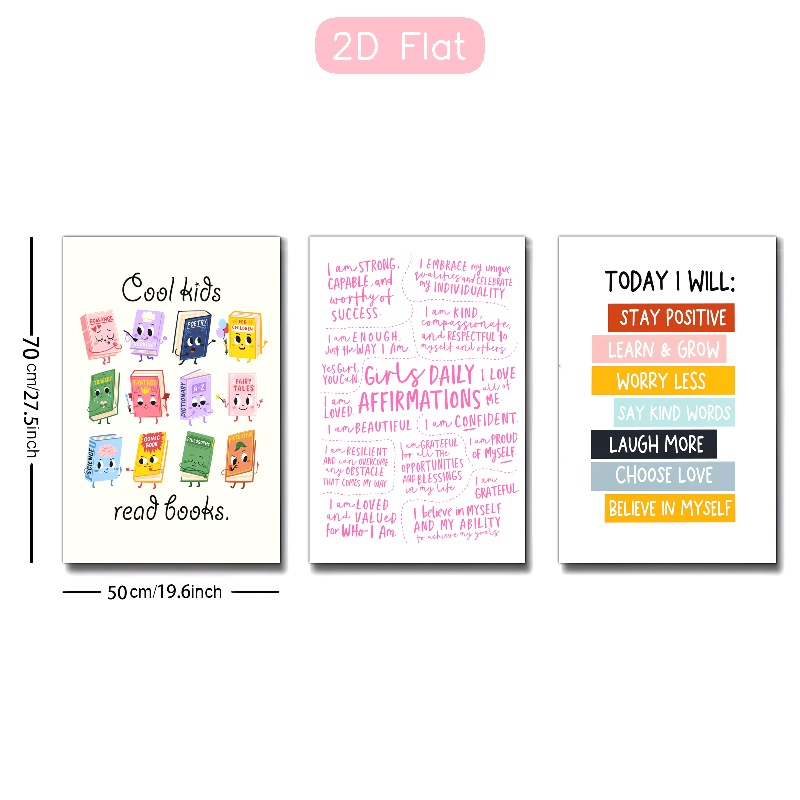 2D Flat
70cm/27.5inch
50cm/19.6inch
Cool kids
ROMANCE
POETRY
FOR
CHILDREN
FANTASY
DICTIONARY
A-Z
FAIRY
TALES
SCIENCE
COMIC
BOOK
PHILOSOPHY
read books.
I am STRONG,
CAPABLE, and
worthy of
SUCCESS
I EMBRACE my unique
qualities and CELEBRATE
my INDIVIDUALITY
I am ENOUGH,
Just the WAY I Am
I am KIND,
compassionate,
and RESPECTFUL to
myself and others
Yes Girl,
YOU CAN
GiRLS DAILY
AFFIRMATIONS
I LOVE
all of
ME
I am
LOVED
I am BEAUTIFUL
I am CONFIDENT.
I am RESILIENT
AND can OVERCOME
any OBSTACLE
THAT COMES MY WAY
I am GRATEFUL
for all the
OPPORTUNITIES
AND BLESSINGS
in my life
I am PROUD
of MYSELF
I am
GRATEFUL
I am LOVED
and VALUED
for WHO I Am
I believe in MYSELF
AND MY ABILITY
to achieve my goals
TODAY I WILL:
STAY POSITIVE
LEARN & GROW
WORRY LESS
SAY KIND WORDS
LAUGH MORE
CHOOSE LOVE
BELIEVE IN MYSELF